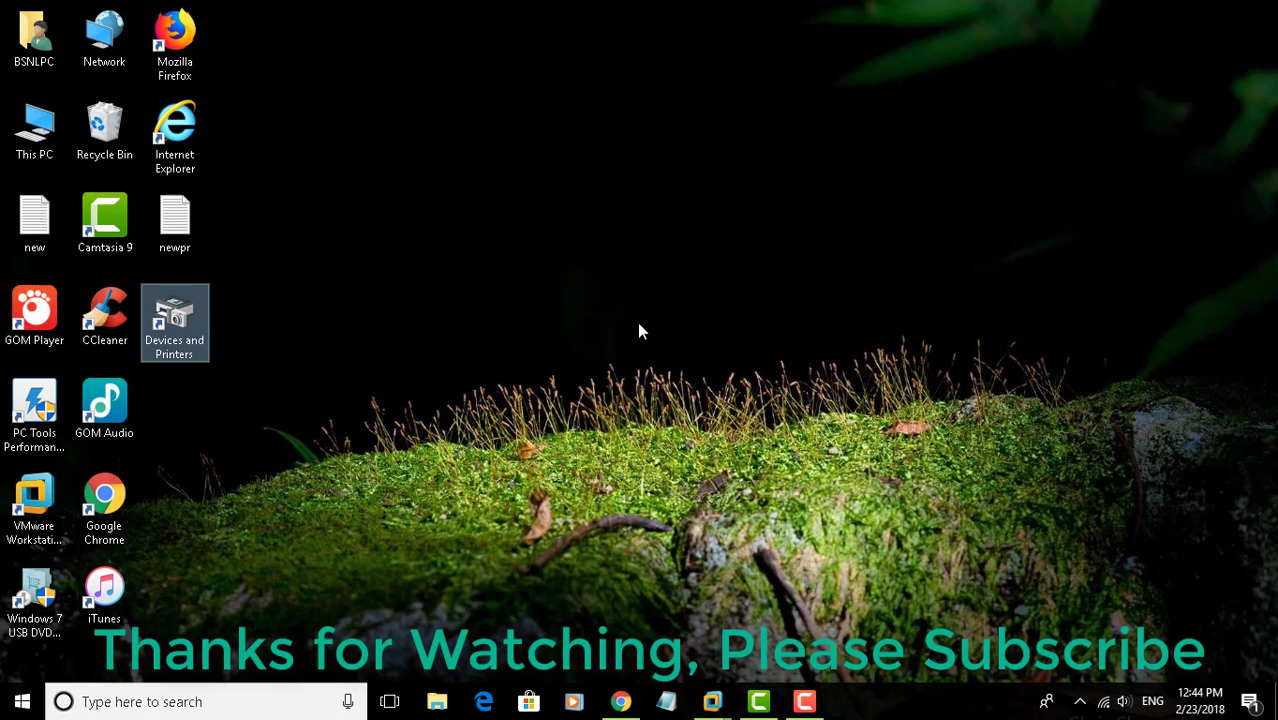 BSNLPC
Network
Mozilla
Firefox
This PC
Recycle Bin
Internet
Explorer
new
Camtasia 9
newpr
GOM Player
CCleaner
Devices and
Printers
PC Tools
Performan...
GOM Audio
VMware
Workstati...
Google
Chrome
Windows 7
USB DVD...
iTunes
Thanks for Watching, Please Subscribe
Type here to search
ENG
12:44 PM
2/23/2018
1